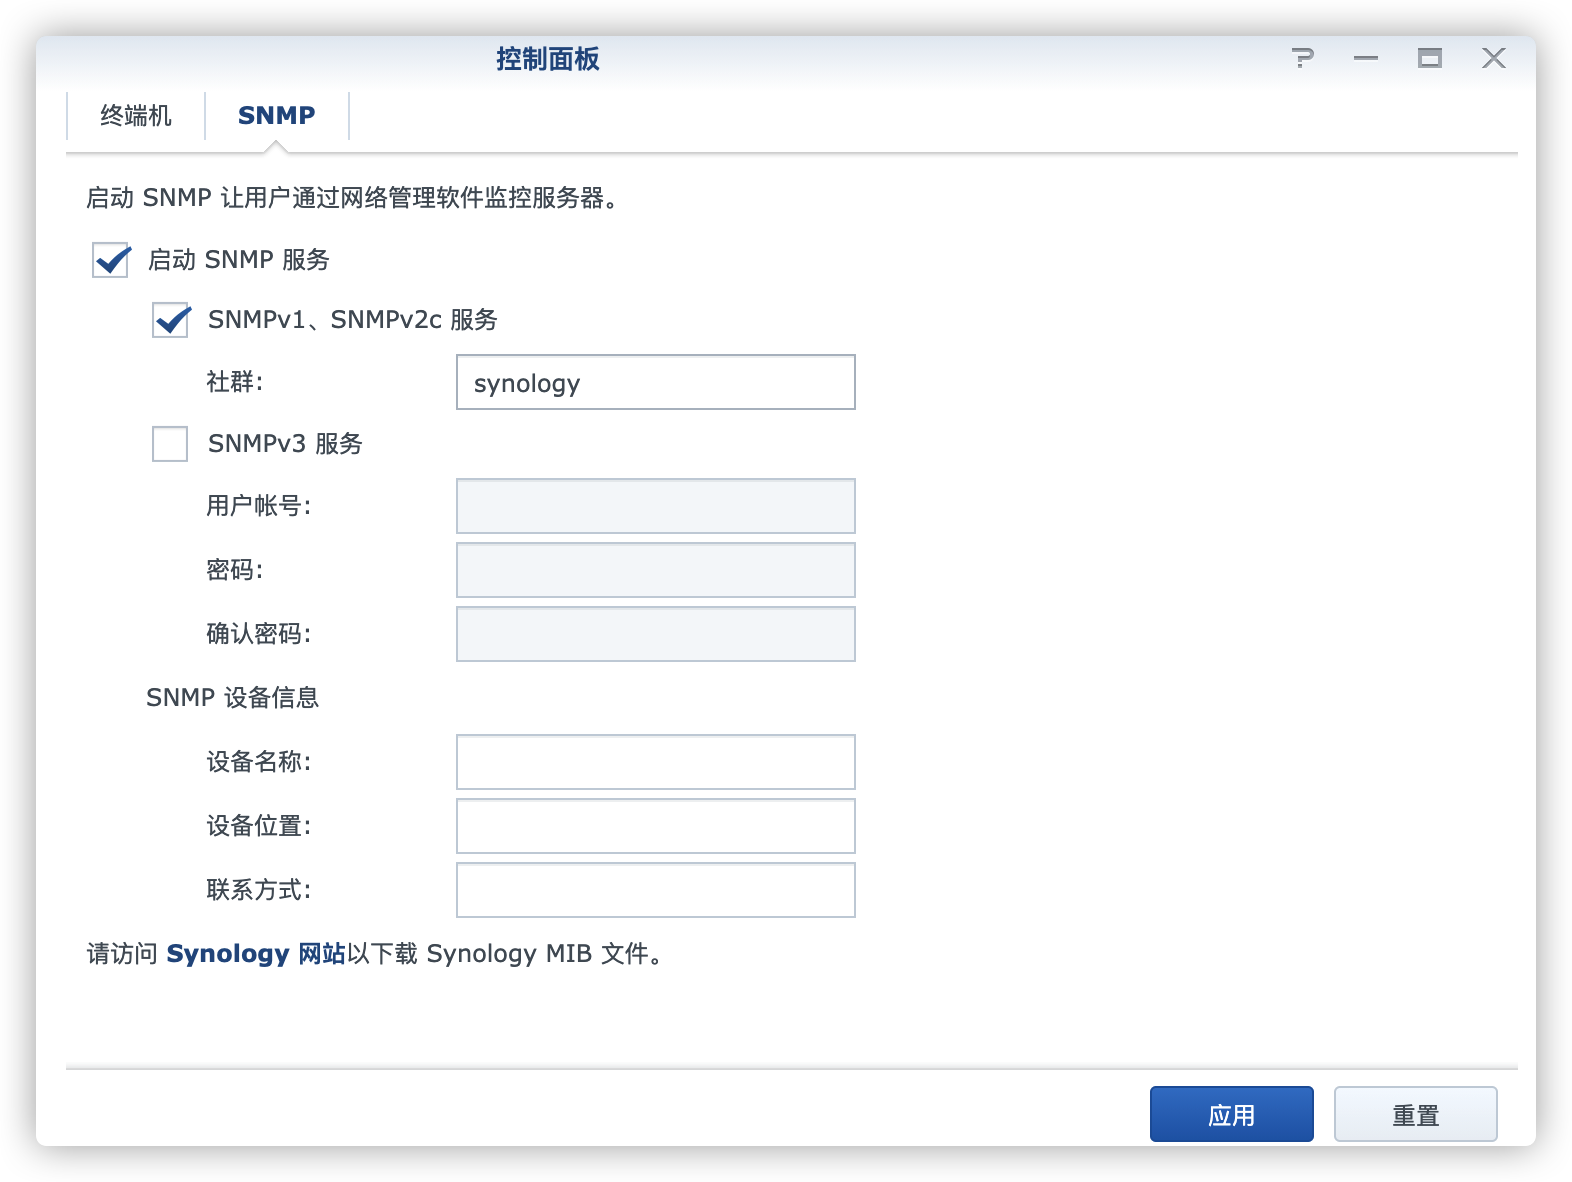 控制面板
终端机
SNMP
启动 SNMP 让用户通过网络管理软件监控服务器。
启动 SNMP 服务
SNMPv1、SNMPv2c 服务
社群:
synology
SNMPv3 服务
用户帐号:
密码:
确认密码:
SNMP 设备信息
设备名称:
设备位置:
联系方式:
请访问 Synology 网站以下载 Synology MIB 文件。
应用
重置